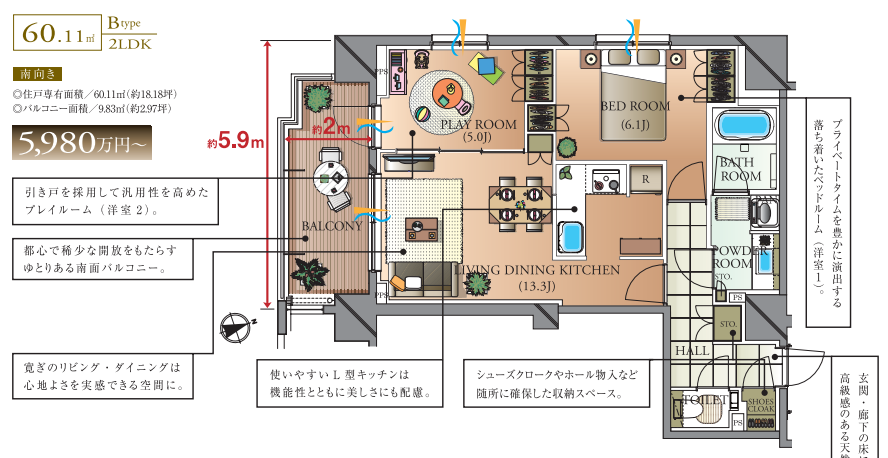 60.11㎡
Btype
2LDK
南向き
◎住戸専有面積／60.11㎡(約18.18坪)
◎バルコニー面積／9.83㎡(約2.97坪)
5,980万円～
約5.9m
約2m
引き戸を採用して汎用性を高めた
プレイルーム（洋室2）。
都心で稀少な開放をもたらす
ゆとりある南面バルコニー。
寛ぎのリビング・ダイニングは
心地よさを実感できる空間に。
使いやすいL型キッチンは
機能性とともに美しさにも配慮。
シューズクロークやホール物入など
随所に確保した収納スペース。
プライベートタイムを豊かに演出する
落ち着いたベッドルーム（洋室1）。
玄関・廊下の床に
高級感のある天
PPS
PLAY ROOM
(5.0J)
BED ROOM
(6.1J)
BATH
ROOM
R
PAN
BALCONY
LIVING DINING KITCHEN
(13.3J)
POWDER
ROOM
STO.
PS
STO.
PPS
HALL
TOILET
PS
SHOES
CLOAK